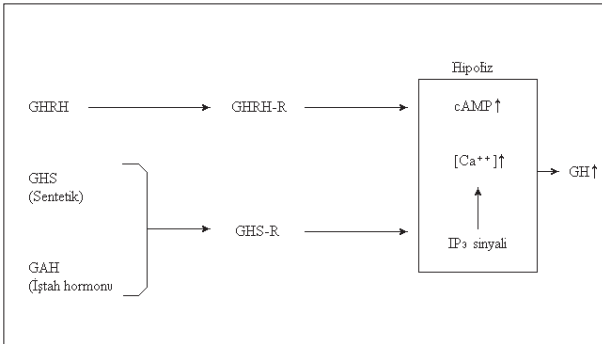 Hipofiz
GHRH
GHRH-R
cAMP↑
[Ca⁺⁺]↑
GHS
(Sentetik)
GH↑
GHS-R
IP₃ sinyali
GAH
(İştah hormonu